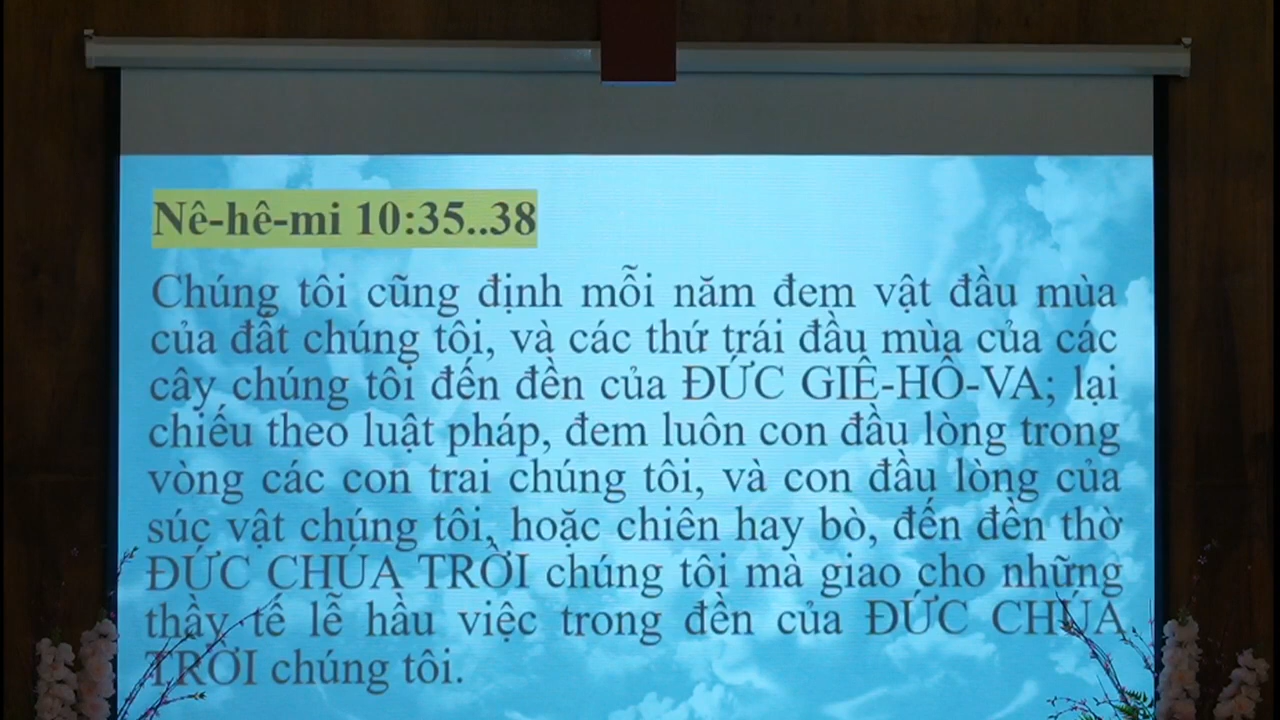 Nê-hê-mi 10:35..38
Chúng tôi cũng định mỗi năm đem vật đầu mùa
của đất chúng tôi, và các thứ trái đầu mùa của các
cây chúng tôi đến đền của ĐỨC GIÊ-HÔ-VA; lại
chiếu theo luật pháp, đem luôn con đầu lòng trong
vòng các con trai chúng tôi, và con đầu lòng của
súc vật chúng tôi, hoặc chiên hay bò, đến đền thờ
ĐỨC CHÚA TRỜI chúng tôi mà giao cho những
thầy tế lễ hầu việc trong đền của ĐỨC CHÚA
TRỜI chúng tôi.